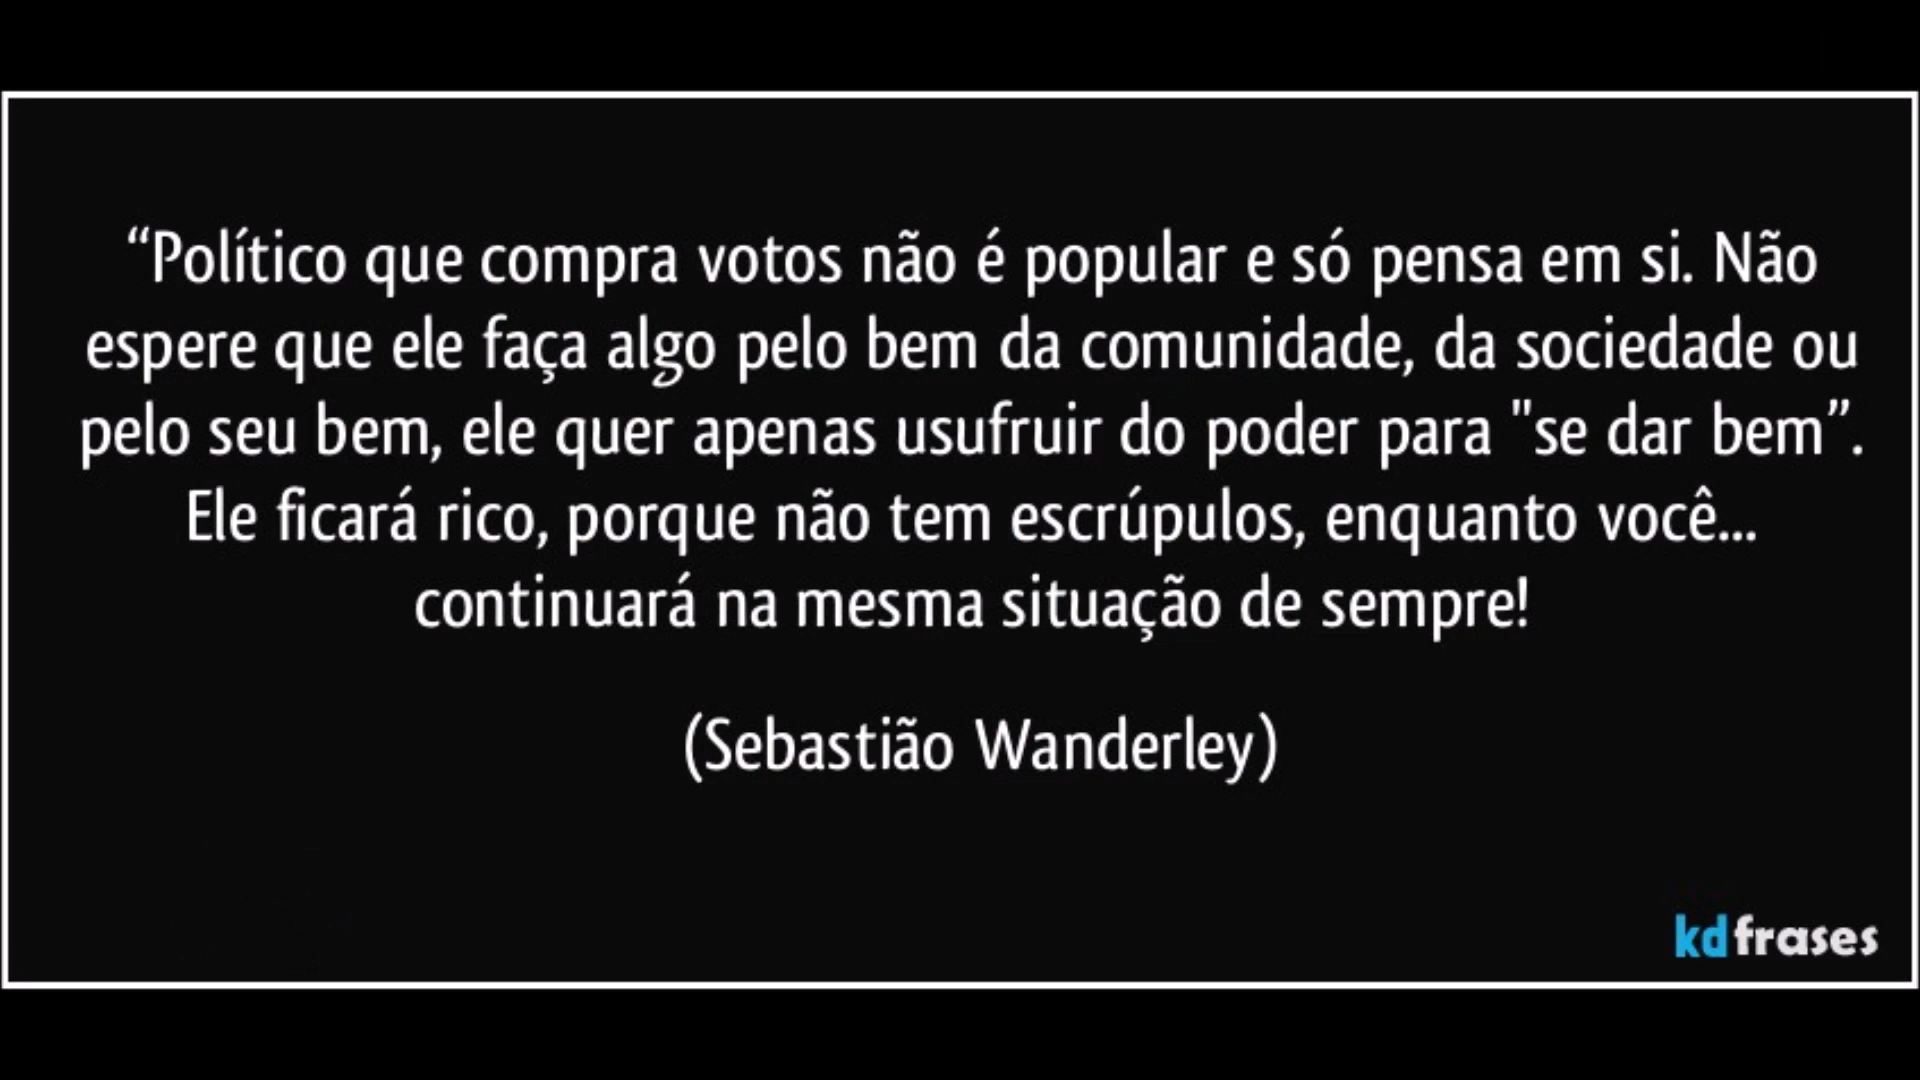 “Político que compra votos não é popular e só pensa em si. Não
espere que ele faça algo pelo bem da comunidade, da sociedade ou
pelo seu bem, ele quer apenas usufruir do poder para "se dar bem”.
Ele ficará rico, porque não tem escrúpulos, enquanto você...
continuará na mesma situação de sempre!
(Sebastião Wanderley)
kdfrases